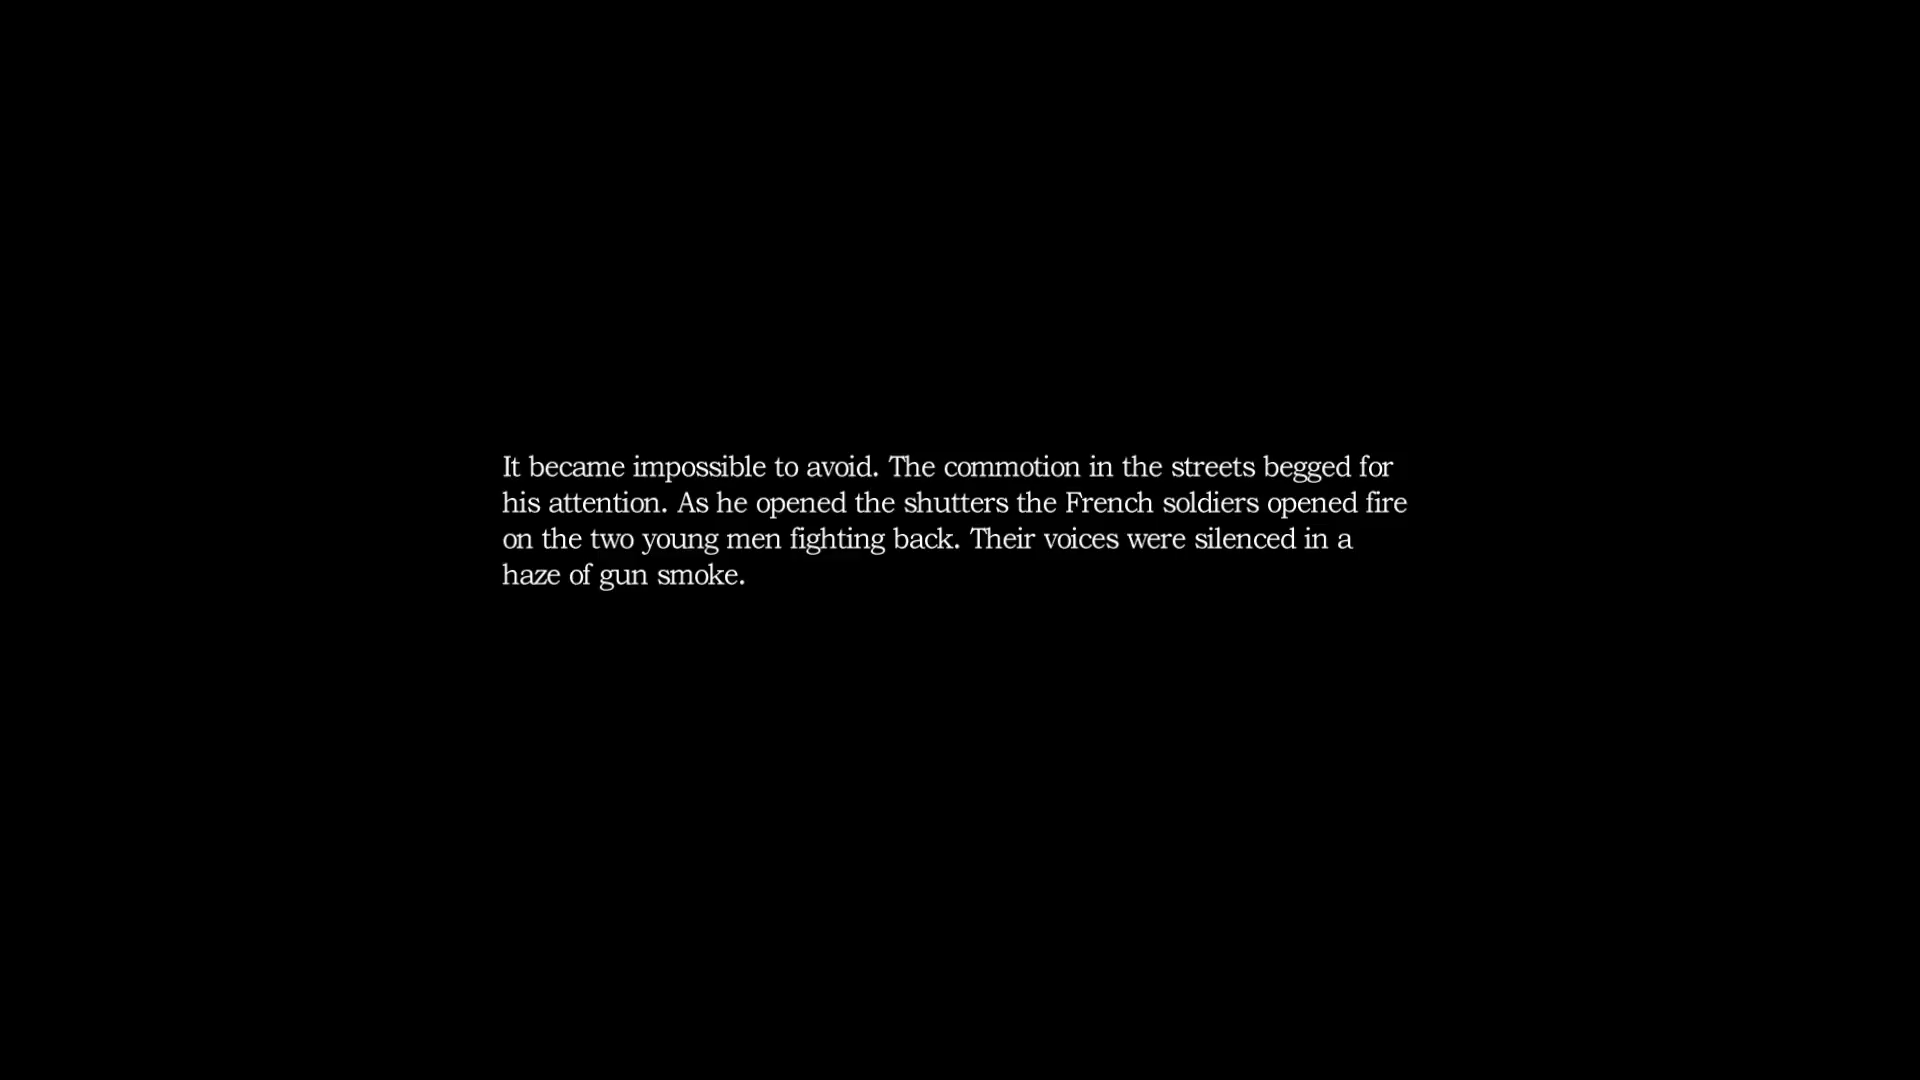 It became impossible to avoid. The commotion in the streets begged for
his attention. As he opened the shutters the French soldiers opened fire
on the two young men fighting back. Their voices were silenced in a
haze of gun smoke.